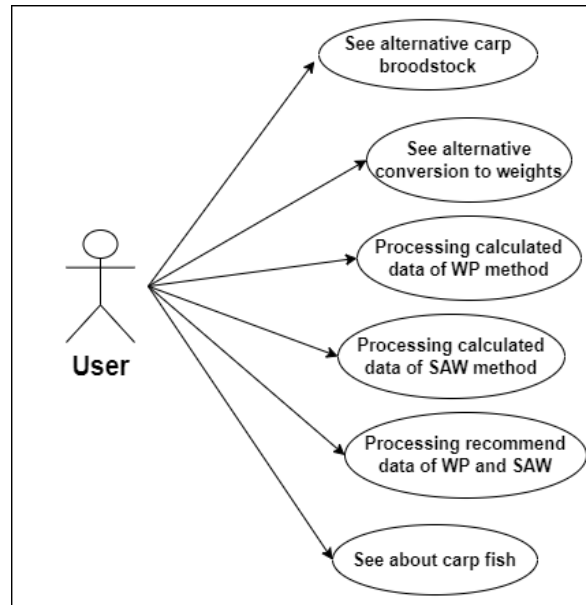 See alternative carp
broodstock
See alternative
conversion to weights
Processing calculated
data of WP method
Processing calculated
data of SAW method
Processing recommend
data of WP and SAW
See about carp fish
User